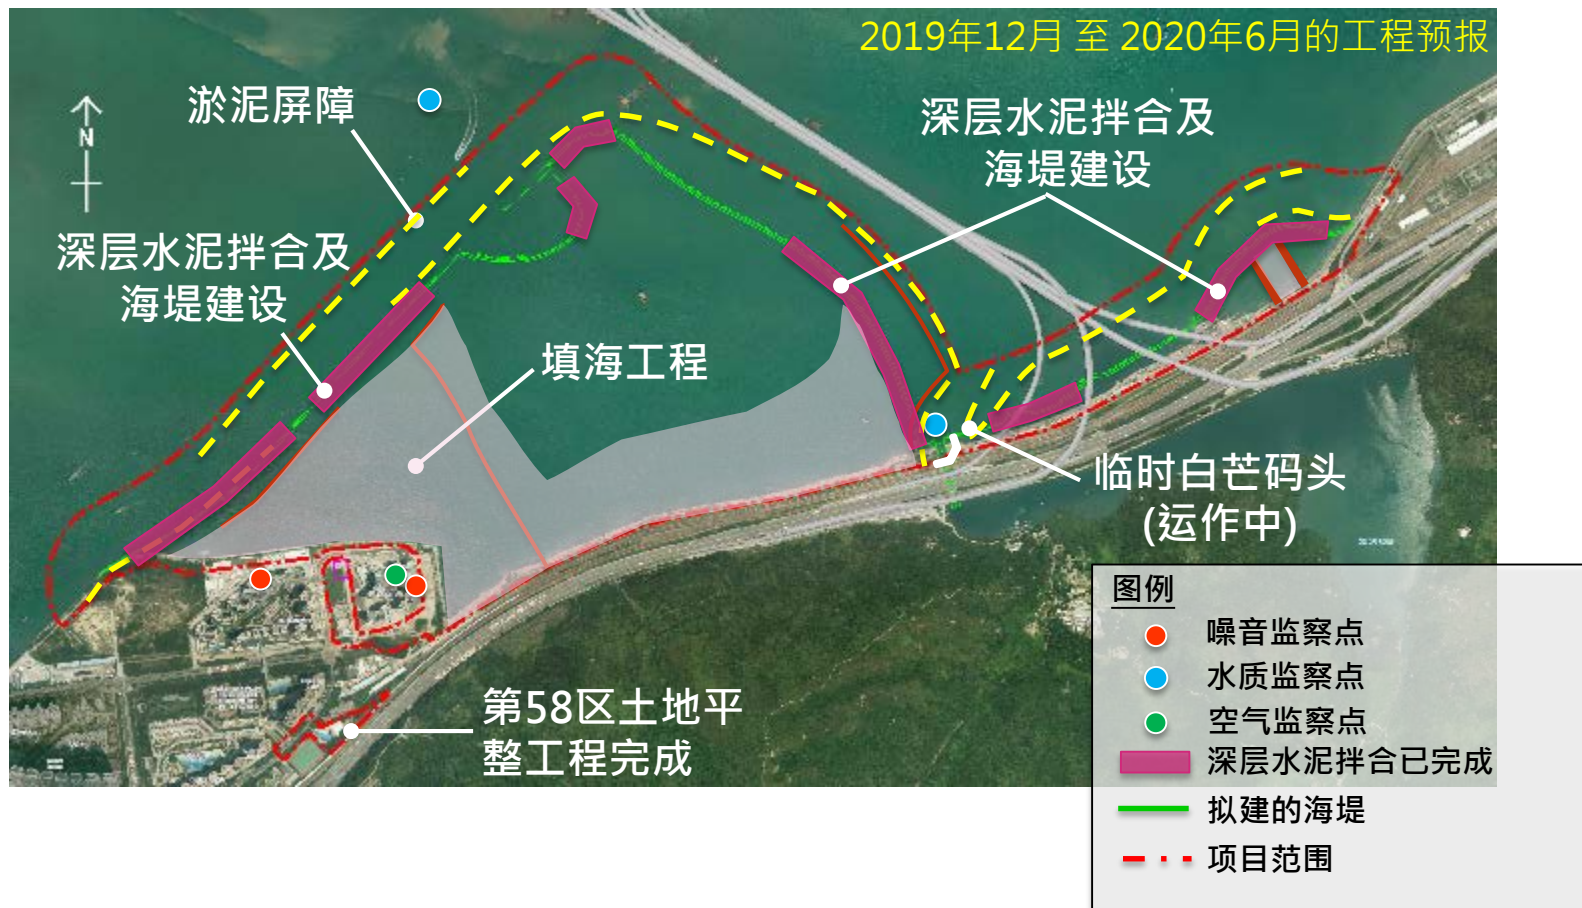 2019年12月 至 2020年6月的工程预报
淤泥屏障
深层水泥拌合及
海堤建设
N
深层水泥拌合及
海堤建设
填海工程
临时白芒码头
(运作中)
第58区土地平
整工程完成
图例
噪音监察点
水质监察点
空气监察点
深层水泥拌合已完成
拟建的海堤
项目范围